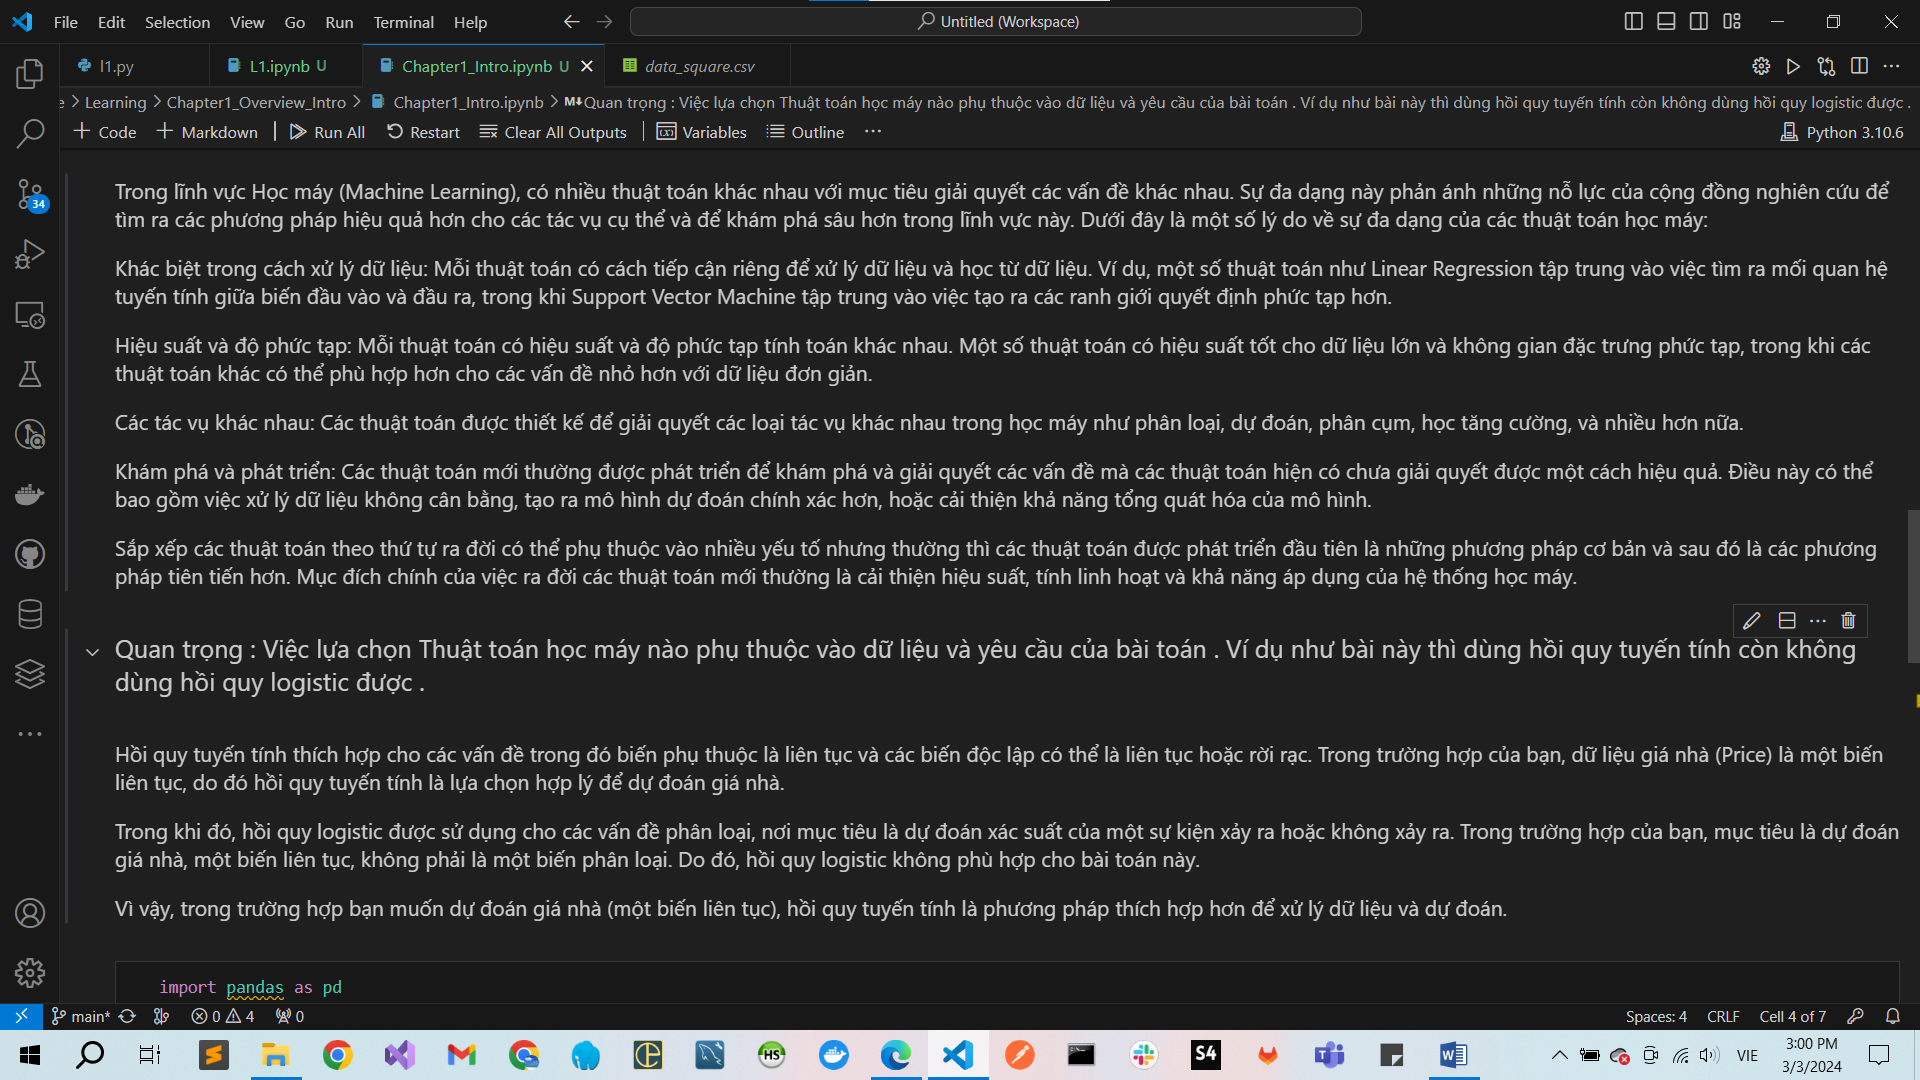 File Edit Selection View Go Run Terminal Help
Untitled (Workspace)
l1.py
L1.ipynb U
Chapter1_Intro.ipynb U
data_square.csv
e > Learning > Chapter1_Overview_Intro > Chapter1_Intro.ipynb > M↓Quan trọng : Việc lựa chọn Thuật toán học máy nào phụ thuộc vào dữ liệu và yêu cầu của bài toán . Ví dụ như bài này thì dùng hồi quy tuyến tính còn không dùng hồi quy logistic được .
+ Code + Markdown | Run All Restart Clear All Outputs | Variables Outline ···
Python 3.10.6
Trong lĩnh vực Học máy (Machine Learning), có nhiều thuật toán khác nhau với mục tiêu giải quyết các vấn đề khác nhau. Sự đa dạng này phản ánh những nỗ lực của cộng đồng nghiên cứu để
tìm ra các phương pháp hiệu quả hơn cho các tác vụ cụ thể và để khám phá sâu hơn trong lĩnh vực này. Dưới đây là một số lý do về sự đa dạng của các thuật toán học máy:
Khác biệt trong cách xử lý dữ liệu: Mỗi thuật toán có cách tiếp cận riêng để xử lý dữ liệu và học từ dữ liệu. Ví dụ, một số thuật toán như Linear Regression tập trung vào việc tìm ra mối quan hệ
tuyến tính giữa biến đầu vào và đầu ra, trong khi Support Vector Machine tập trung vào việc tạo ra các ranh giới quyết định phức tạp hơn.
Hiệu suất và độ phức tạp: Mỗi thuật toán có hiệu suất và độ phức tạp tính toán khác nhau. Một số thuật toán có hiệu suất tốt cho dữ liệu lớn và không gian đặc trưng phức tạp, trong khi các
thuật toán khác có thể phù hợp hơn cho các vấn đề nhỏ hơn với dữ liệu đơn giản.
Các tác vụ khác nhau: Các thuật toán được thiết kế để giải quyết các loại tác vụ khác nhau trong học máy như phân loại, dự đoán, phân cụm, học tăng cường, và nhiều hơn nữa.
Khám phá và phát triển: Các thuật toán mới thường được phát triển để khám phá và giải quyết các vấn đề mà các thuật toán hiện có chưa giải quyết được một cách hiệu quả. Điều này có thể
bao gồm việc xử lý dữ liệu không cân bằng, tạo ra mô hình dự đoán chính xác hơn, hoặc cải thiện khả năng tổng quát hóa của mô hình.
Sắp xếp các thuật toán theo thứ tự ra đời có thể phụ thuộc vào nhiều yếu tố nhưng thường thì các thuật toán được phát triển đầu tiên là những phương pháp cơ bản và sau đó là các phương
pháp tiên tiến hơn. Mục đích chính của việc ra đời các thuật toán mới thường là cải thiện hiệu suất, tính linh hoạt và khả năng áp dụng của hệ thống học máy.
Quan trọng : Việc lựa chọn Thuật toán học máy nào phụ thuộc vào dữ liệu và yêu cầu của bài toán . Ví dụ như bài này thì dùng hồi quy tuyến tính còn không
dùng hồi quy logistic được .
Hồi quy tuyến tính thích hợp cho các vấn đề trong đó biến phụ thuộc là liên tục và các biến độc lập có thể là liên tục hoặc rời rạc. Trong trường hợp của bạn, dữ liệu giá nhà (Price) là một biến
liên tục, do đó hồi quy tuyến tính là lựa chọn hợp lý để dự đoán giá nhà.
Trong khi đó, hồi quy logistic được sử dụng cho các vấn đề phân loại, nơi mục tiêu là dự đoán xác suất của một sự kiện xảy ra hoặc không xảy ra. Trong trường hợp của bạn, mục tiêu là dự đoán
giá nhà, một biến liên tục, không phải là một biến phân loại. Do đó, hồi quy logistic không phù hợp cho bài toán này.
Vì vậy, trong trường hợp bạn muốn dự đoán giá nhà (một biến liên tục), hồi quy tuyến tính là phương pháp thích hợp hơn để xử lý dữ liệu và dự đoán.
import pandas as pd
34
main* 0 4 0
Spaces: 4 CRLF Cell 4 of 7
HS
S4
VIE
3:00 PM
3/3/2024